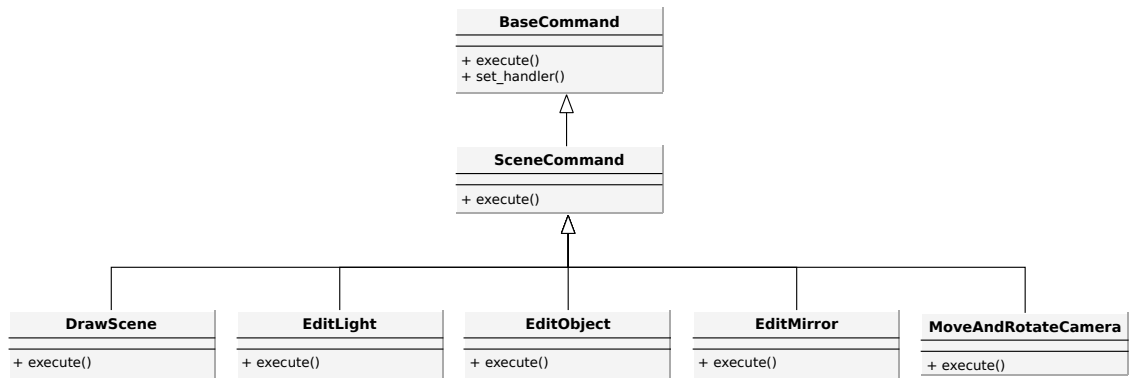 BaseCommand
+ execute()
+ set_handler()
SceneCommand
+ execute()
DrawScene
+ execute()
EditLight
+ execute()
EditObject
+ execute()
EditMirror
+ execute()
MoveAndRotateCamera
+ execute()